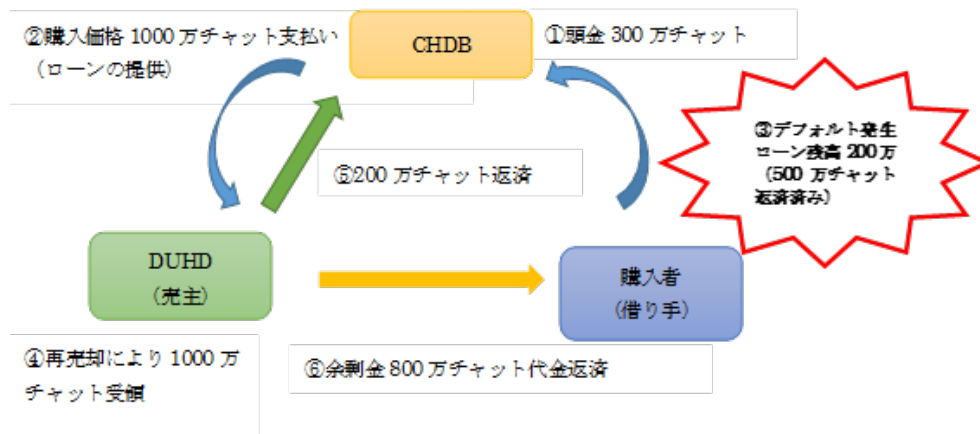 ②購入価格 1000 万チャット支払い
（ローンの提供）
CHDB
①頭金 300 万チャット
③デフォルト発生
ローン残高 200 万
（500 万チャット
返済済み）
⑤200 万チャット返済
DUHD
（売主）
購入者
（借り手）
④再売却により 1000 万
チャット受領
⑥余剰金 800 万チャット代金返済